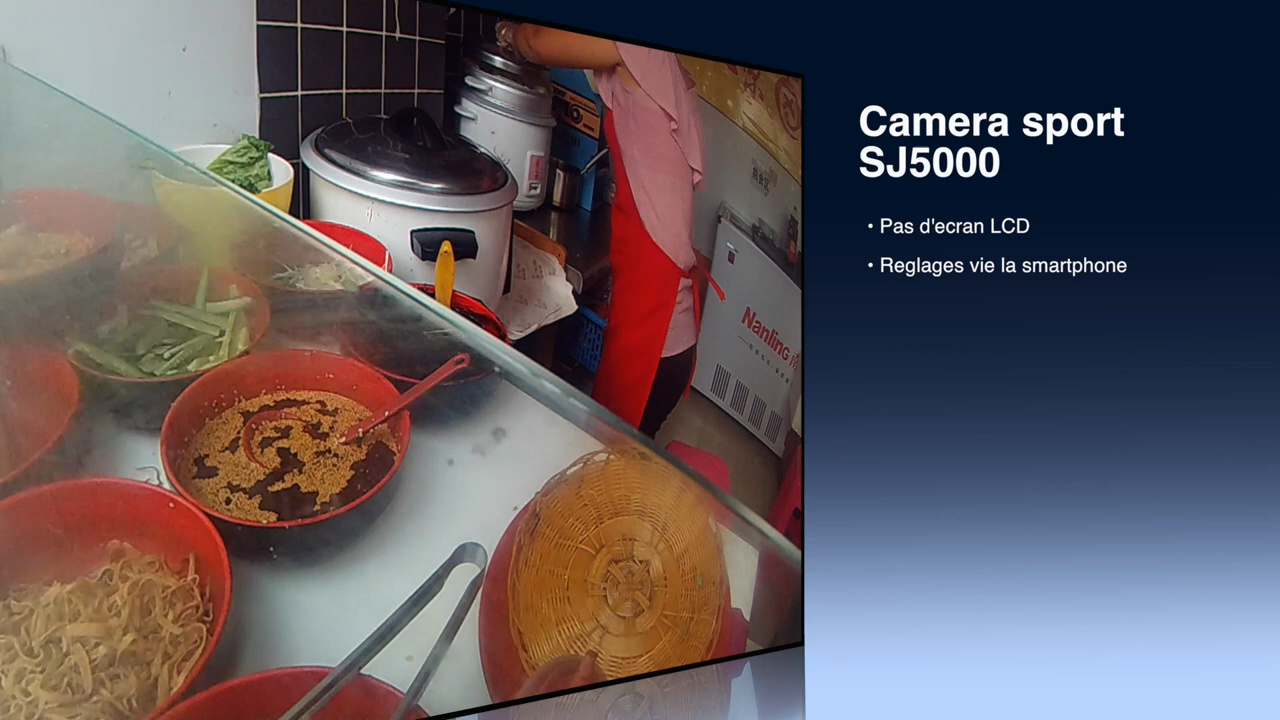 Camera sport
SJ5000
• Pas d'ecran LCD
• Reglages vie la smartphone
Nanling